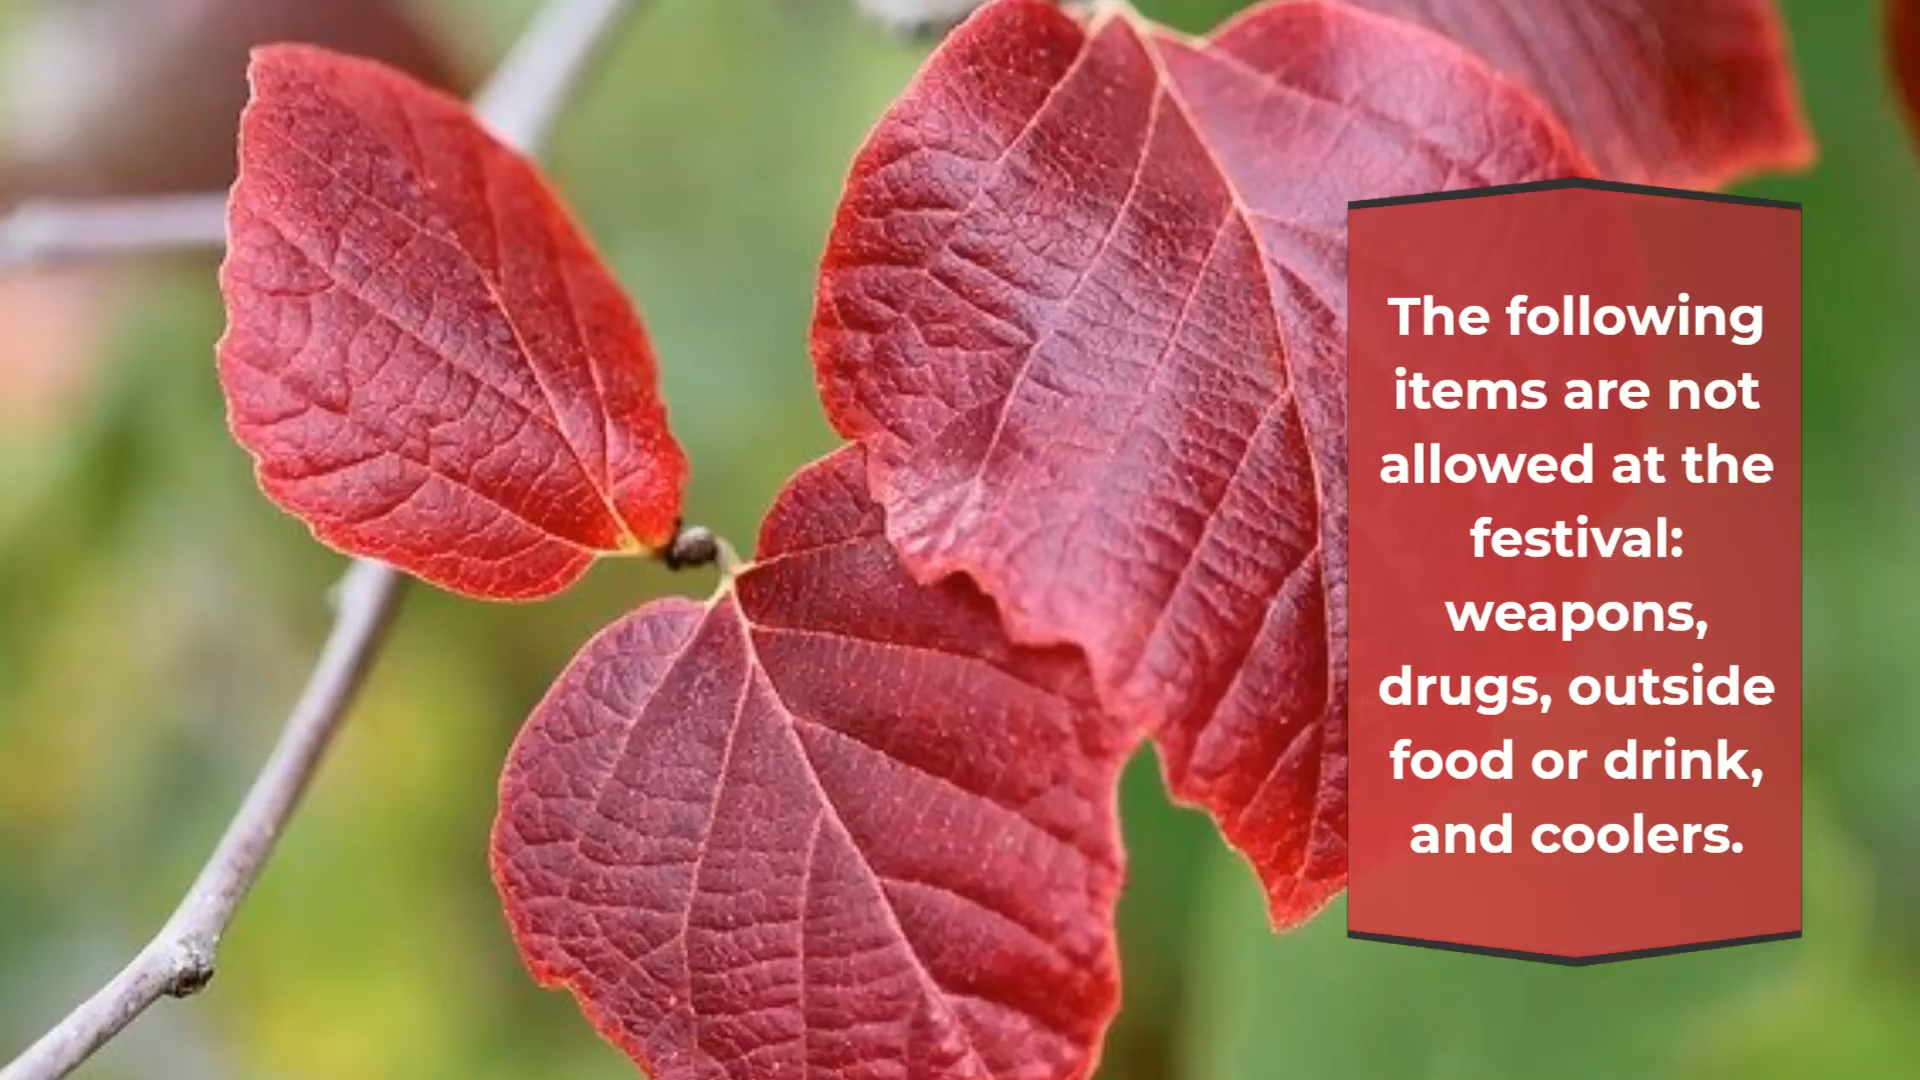 The following
items are not
allowed at the
festival:
weapons,
drugs, outside
food or drink,
and coolers.